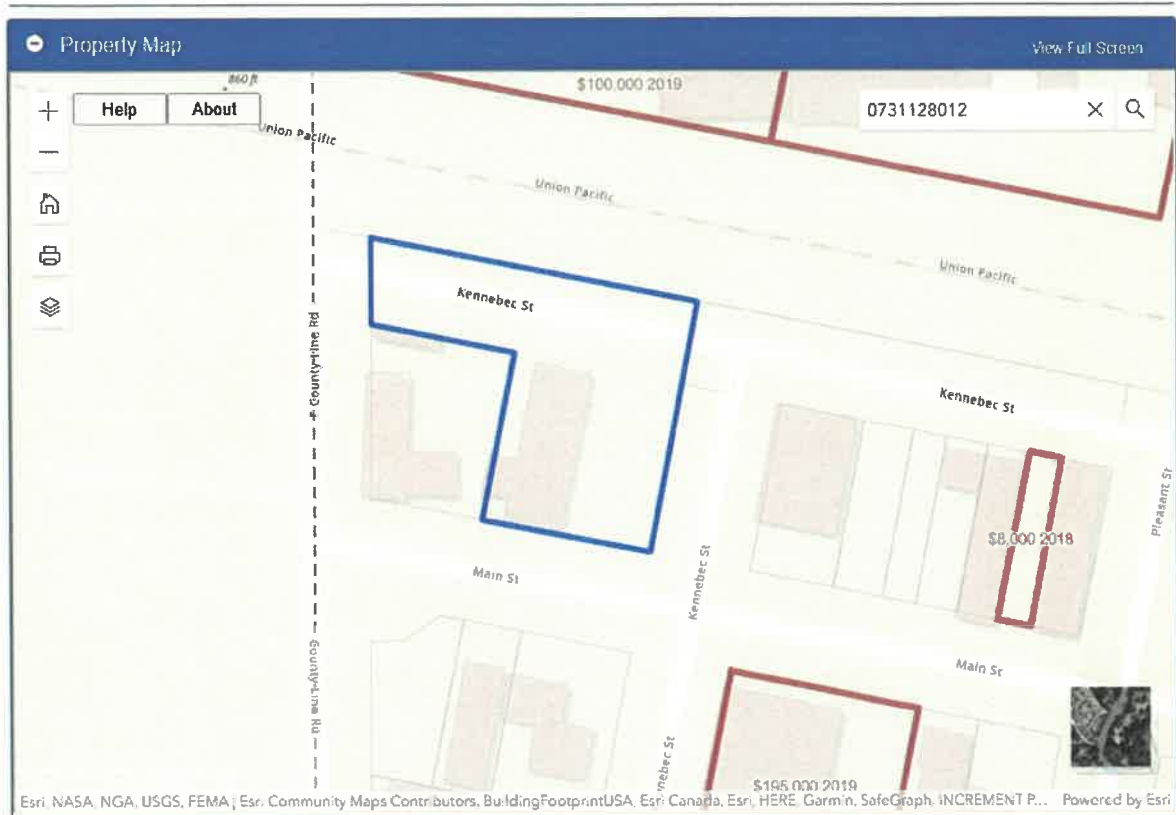 Property Map
View Full Screen
860 ft
$100,000 2019
+
Help
About
0731128012
Union Pacific
Union Pacific
Union Pacific
Kennebec St
County-Line Rd
Kennebec St
Pleasant St
$8,000 2018
Main St
Kennebec St
Main St
County-Line Rd
nnebec St
$195,000 2019
Esri, NASA, NGA, USGS, FEMA | Esri Community Maps Contributors, BuildingFootprintUSA, Esri Canada, Esri, HERE, Garmin, SafeGraph, INCREMENT P... Powered by Esri